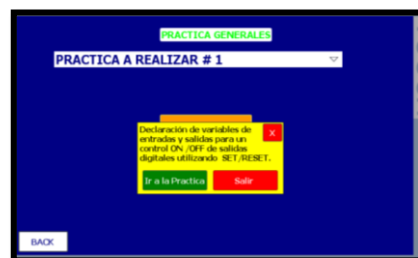 PRACTICA GENERALES
PRACTICA A REALIZAR # 1
Declaración de variables de
entradas y salidas para un
control ON /OFF de salidas
digitales utilizando SET/RESET.
X
Ir a la Practica
Salir
BACK